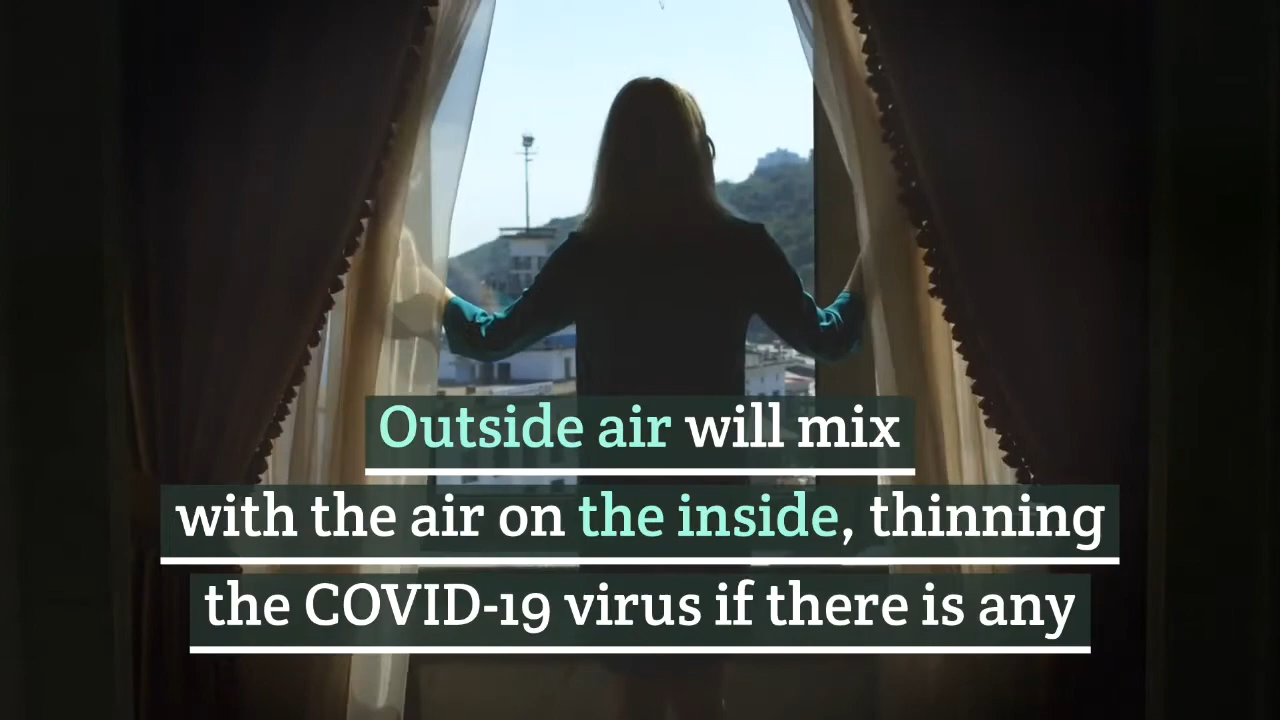 Outside air will mix
with the air on the inside, thinning
the COVID-19 virus if there is any